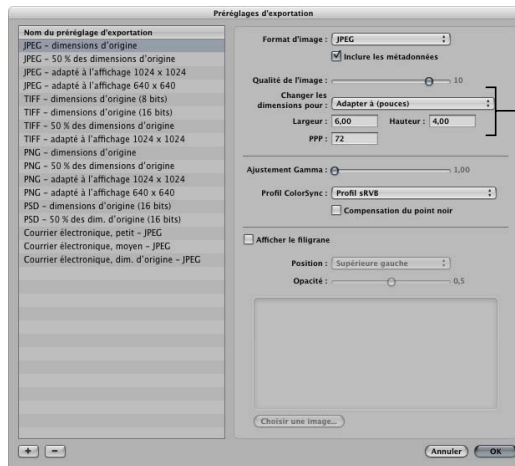 Préréglages d'exportation
Nom du préréglage d'exportation
JPEG – dimensions d'origine
JPEG – 50 % des dimensions d'origine
JPEG – adapté à l'affichage 1024 x 1024
JPEG – adapté à l'affichage 640 x 640
TIFF – dimensions d'origine (8 bits)
TIFF – dimensions d'origine (16 bits)
TIFF – 50 % des dimensions d'origine
TIFF – adapté à l'affichage 1024 x 1024
PNG – dimensions d'origine
PNG – 50 % des dimensions d'origine
PNG – adapté à l'affichage 1024 x 1024
PNG – adapté à l'affichage 640 x 640
PSD – dimensions d'origine (16 bits)
PSD – 50 % des dim. d'origine (16 bits)
Courrier électronique, petit – JPEG
Courrier électronique, moyen – JPEG
Courrier électronique, dim. d'origine – JPEG
Format d'image : JPEG
Inclure les métadonnées
Qualité de l'image : 10
Changer les
dimensions pour : Adapter à (pouces)
Largeur : 6,00 Hauteur : 4,00
PPP : 72
Ajustement Gamma : 1,00
Profil ColorSync : Profil sRVB
Compensation du point noir
Afficher le filigrane
Position : Supérieure gauche
Opacité : 0,5
Choisir une image...
+ −
Annuler OK